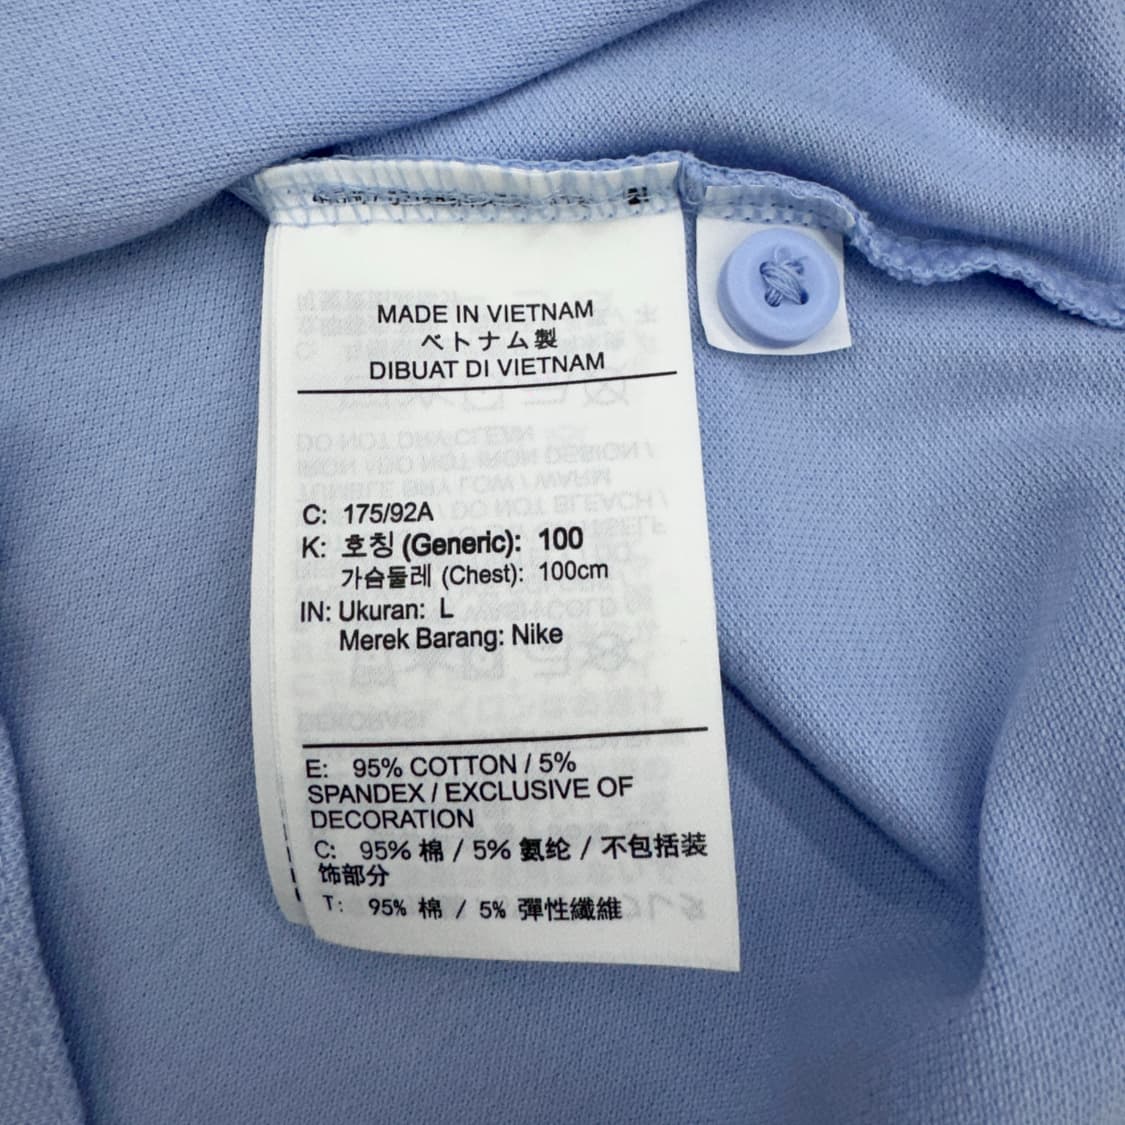 MADE IN VIETNAM
ベトナム製
DIBUAT DI VIETNAM
C: 175/92A
K: 호칭 (Generic): 100
가슴둘레 (Chest): 100cm
IN: Ukuran: L
Merek Barang: Nike
E: 95% COTTON / 5%
SPANDEX / EXCLUSIVE OF
DECORATION
C: 95% 棉 / 5% 氨纶 / 不包括装
饰部分
T: 95% 棉 / 5% 彈性纖維